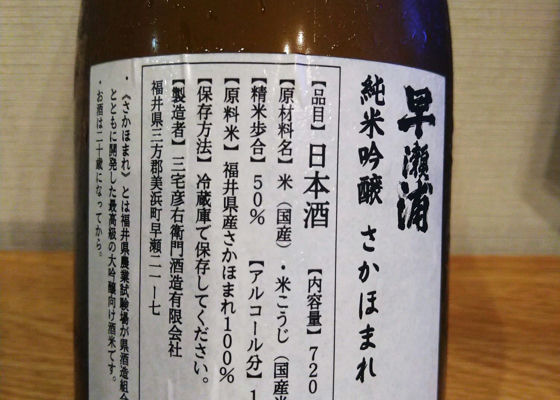 早瀬浦
純米吟醸 さかほまれ
【品目】日本酒 【内容量】720
【原材料名】米（国産）・米こうじ（国産米
【精米歩合】50% 【アルコール分】1
【原料米】福井県産さかほまれ100%
【保存方法】冷蔵庫で保存してください。
【製造者】三宅彦右衛門酒造有限会社
福井県三方郡美浜町早瀬二一ー七
・《さかほまれ》とは福井県農業試験場が県酒造組合
とともに開発した最高級の大吟醸向け酒米です。
・お酒は二十歳になってから。